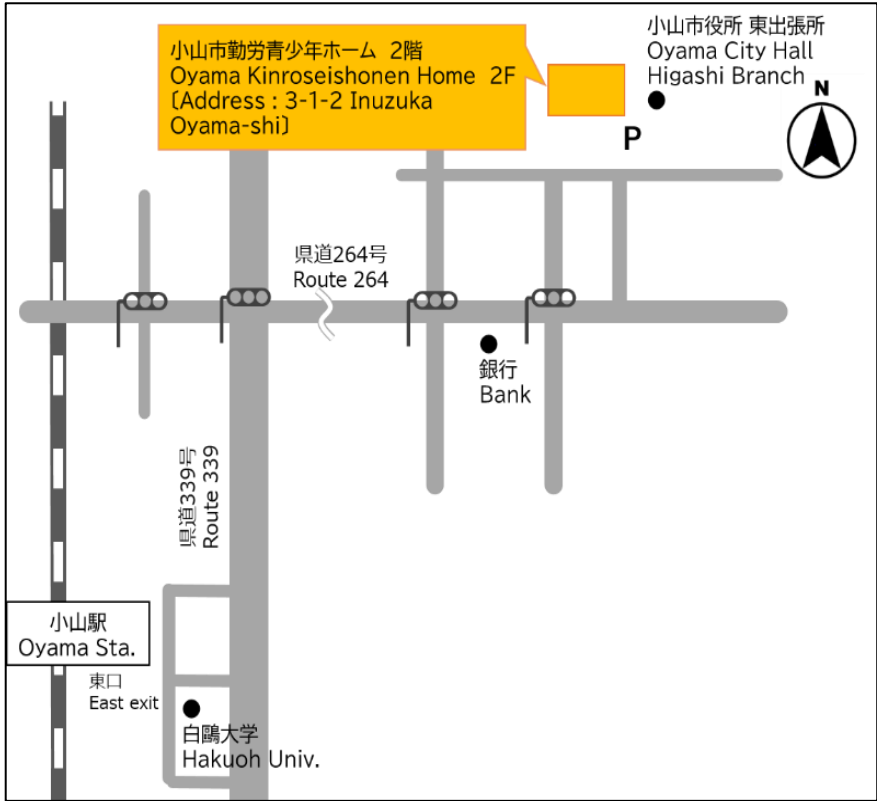 小山市勤労青少年ホーム 2階
Oyama Kinroseishonen Home 2F
〔Address : 3-1-2 Inuzuka
Oyama-shi〕
小山市役所 東出張所
Oyama City Hall
Higashi Branch
N
P
県道264号
Route 264
銀行
Bank
県道339号
Route 339
小山駅
Oyama Sta.
東口
East exit
白鷗大学
Hakuoh Univ.